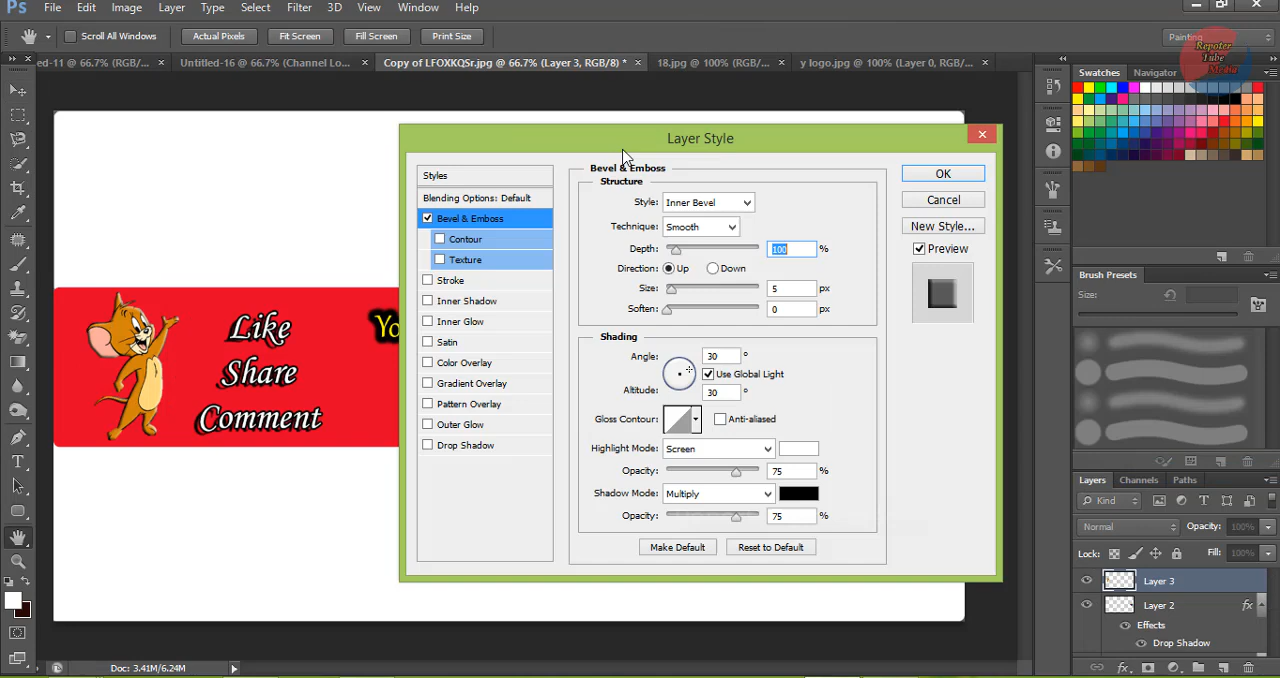 Ps File Edit Image Layer Type Select Filter 3D View Window Help
Scroll All Windows Actual Pixels Fit Screen Fill Screen Print Size Painting
Repoter
Tube
Media
ed-11 @ 66.7% (RGB/... × Untitled-16 @ 66.7% (Channel Lo... × Copy of LFOXKQSr.jpg @ 66.7% (Layer 3, RGB/8) * × 18.jpg @ 100% (RGB/8... × y logo.jpg @ 100% (Layer 0, RGB/... ×
Swatches Navigator
Layer Style
Styles
Blending Options: Default
Bevel & Emboss
Contour
Texture
Stroke
Inner Shadow
Inner Glow
Satin
Color Overlay
Gradient Overlay
Pattern Overlay
Outer Glow
Drop Shadow
Bevel & Emboss
Structure
Style: Inner Bevel
Technique: Smooth
Depth: 100 %
Direction: Up Down
Size: 5 px
Soften: 0 px
Shading
Angle: 30 °
Use Global Light
Altitude: 30 °
Gloss Contour: Anti-aliased
Highlight Mode: Screen
Opacity: 75 %
Shadow Mode: Multiply
Opacity: 75 %
Make Default Reset to Default
OK
Cancel
New Style...
Preview
Like
Share
Comment
Yo
Brush Presets
Size:
Layers Channels Paths
Kind
Normal Opacity: 100%
Lock: Fill: 100%
Layer 3
Layer 2 fx
Effects
Drop Shadow
Doc: 3.41M/6.24M